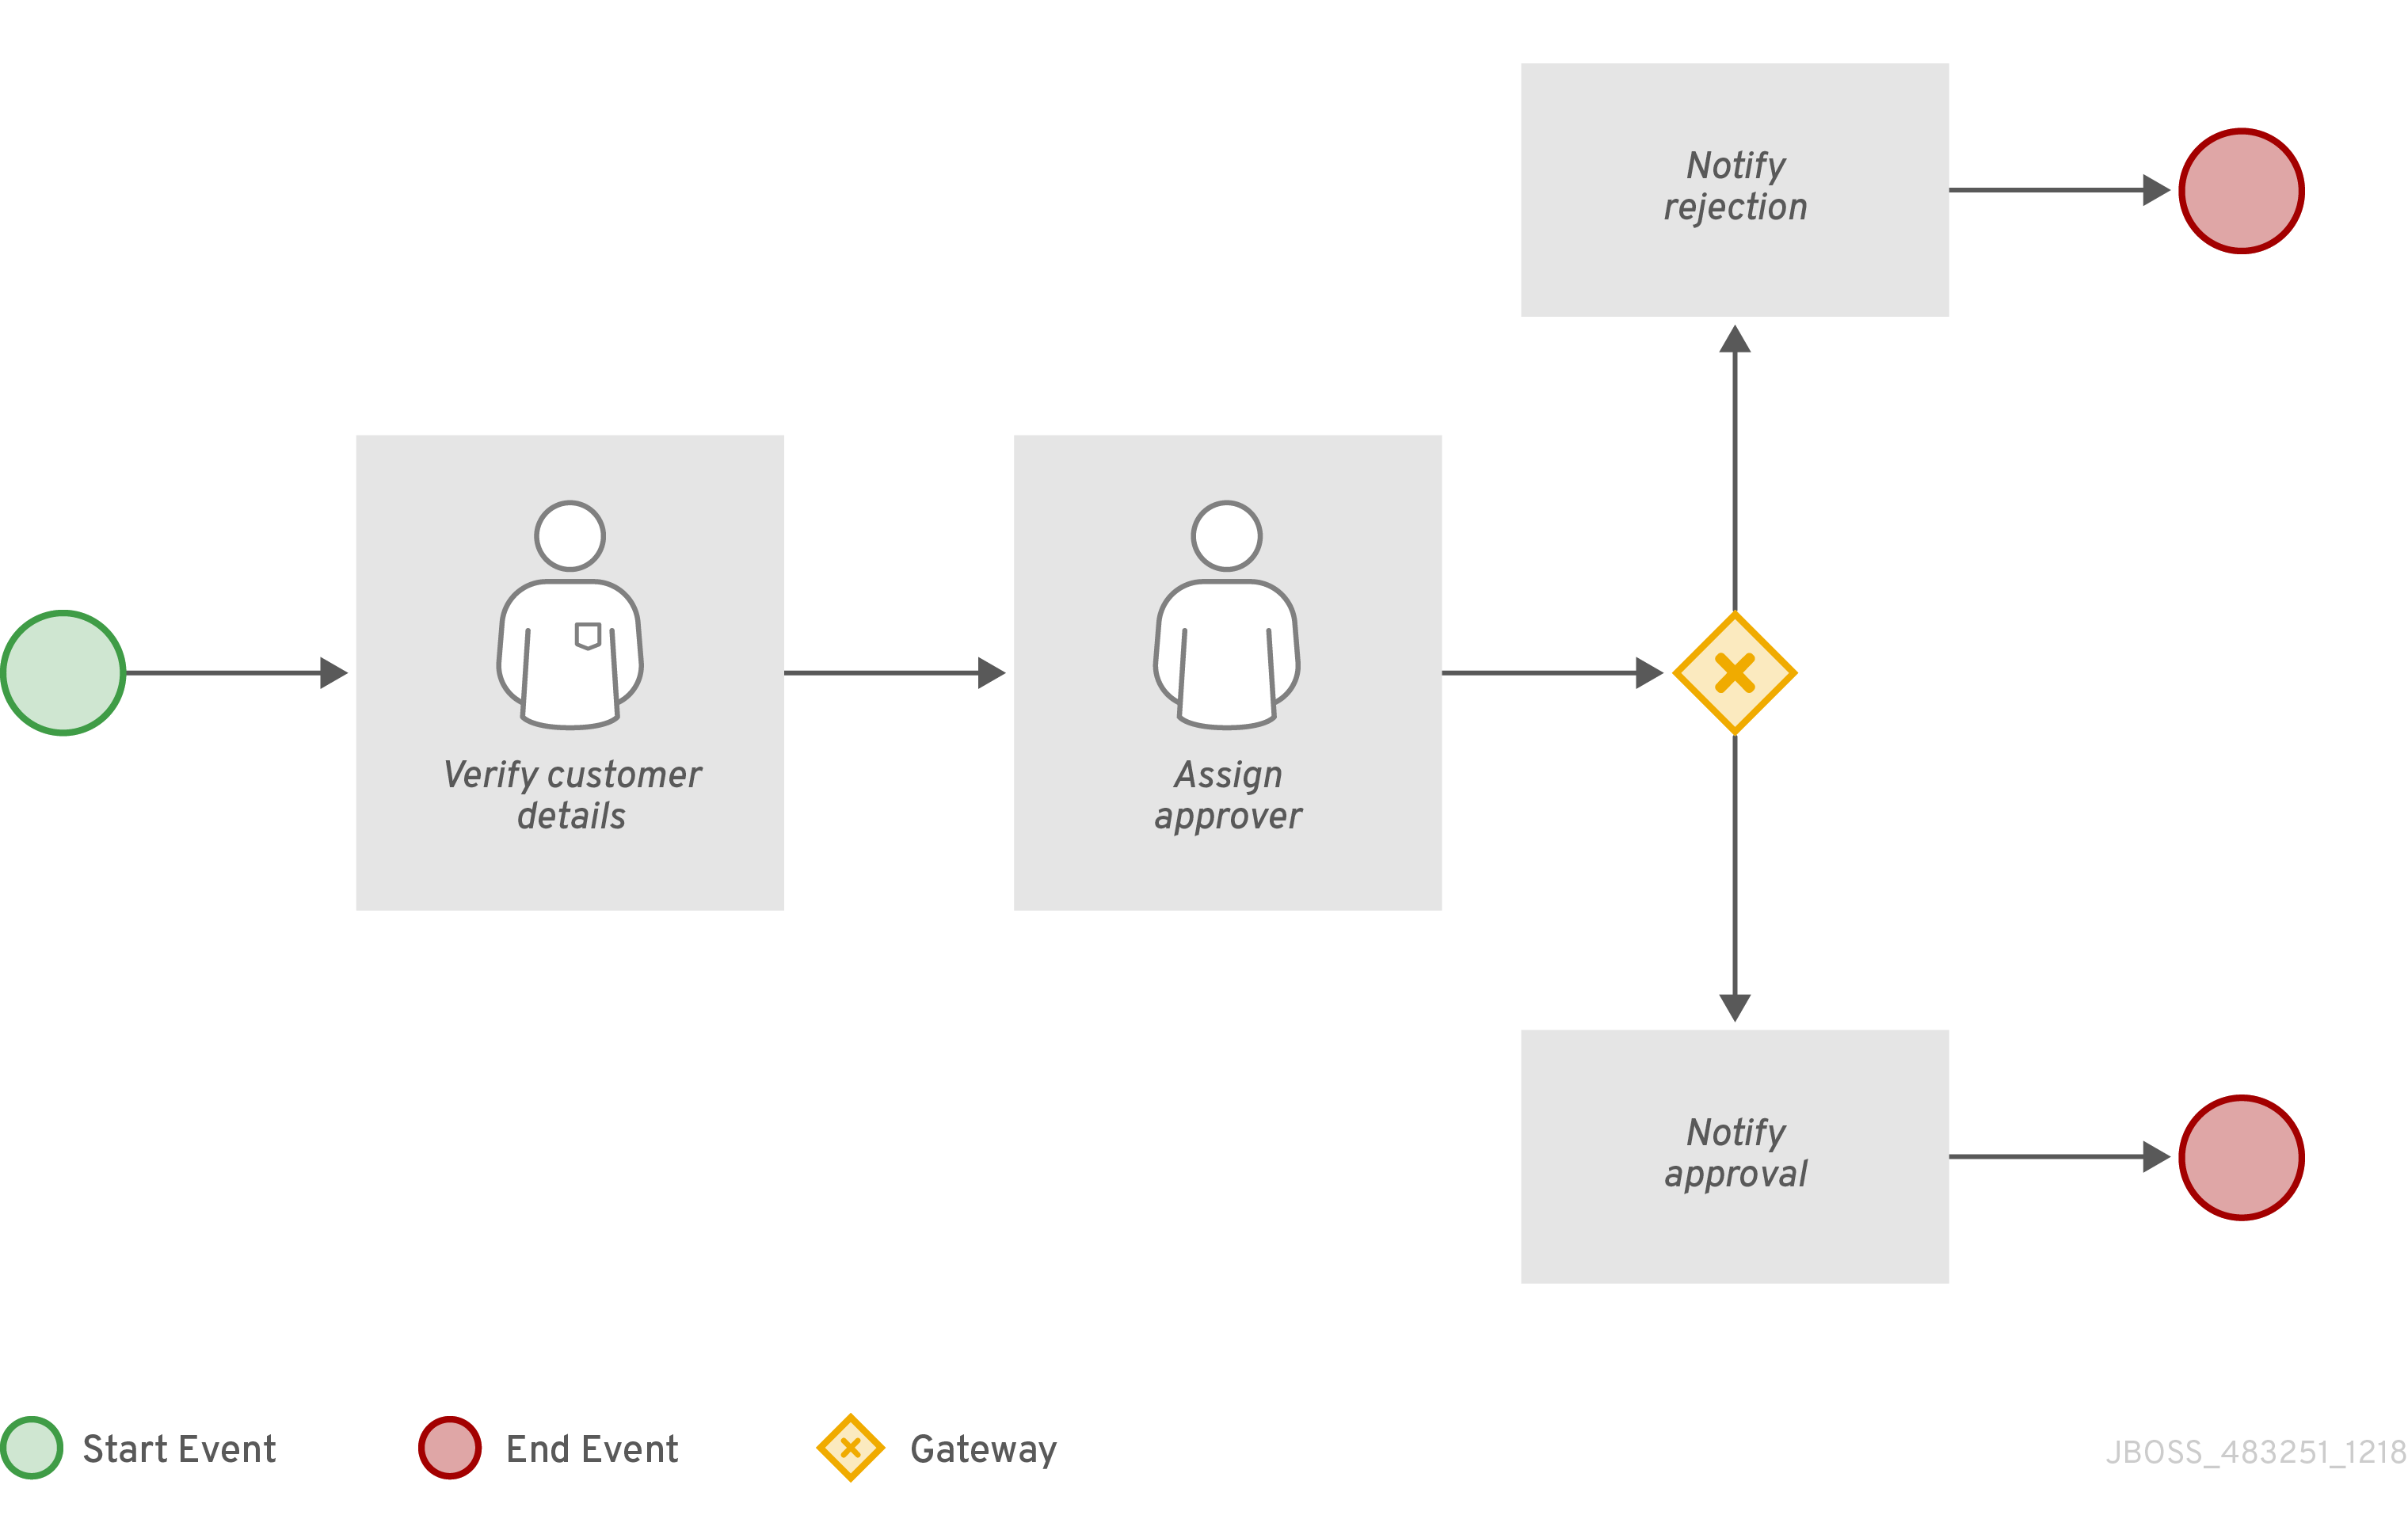 Notify
rejection
Verify customer
details
Assign
approver
Notify
approval
Start Event
End Event
Gateway
JBOSS_483251_1218